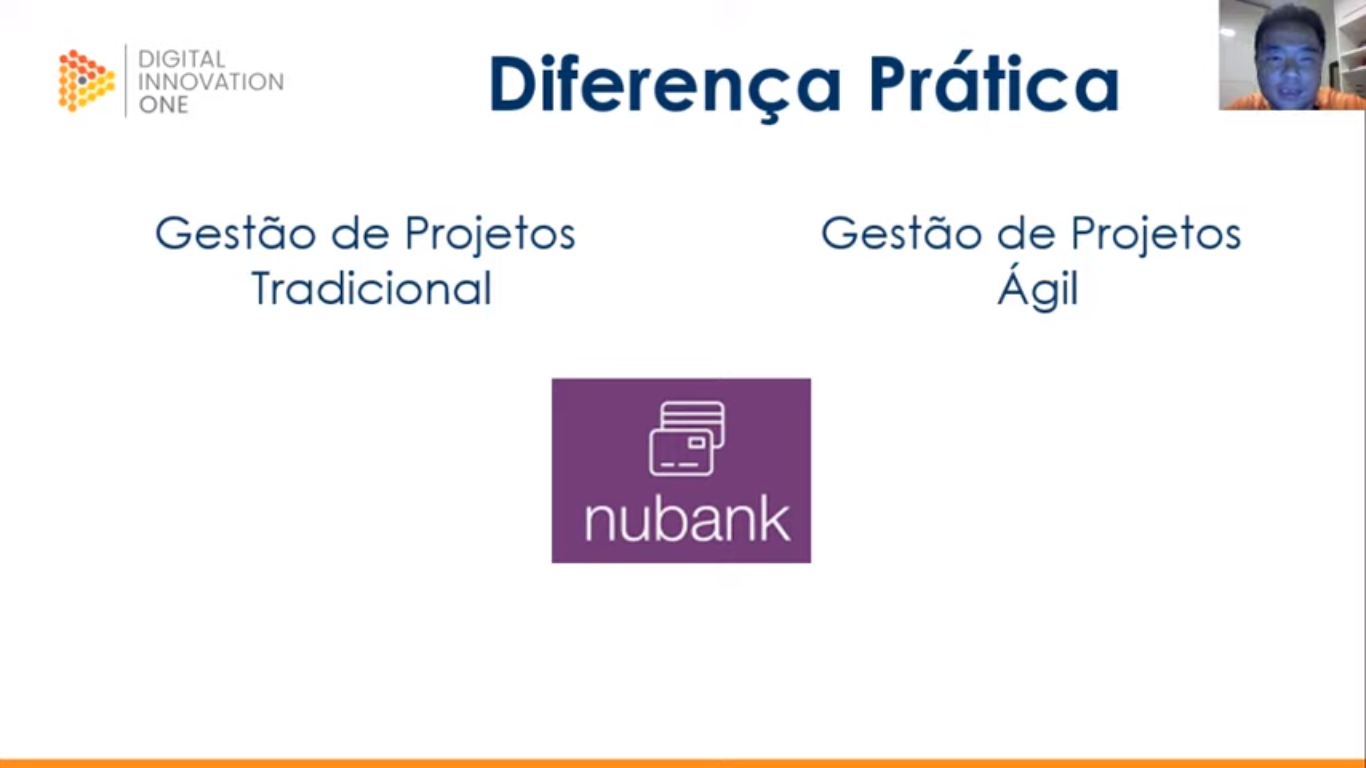 DIGITAL
INNOVATION
ONE
Diferença Prática
Gestão de Projetos
Tradicional
Gestão de Projetos
Ágil
nubank